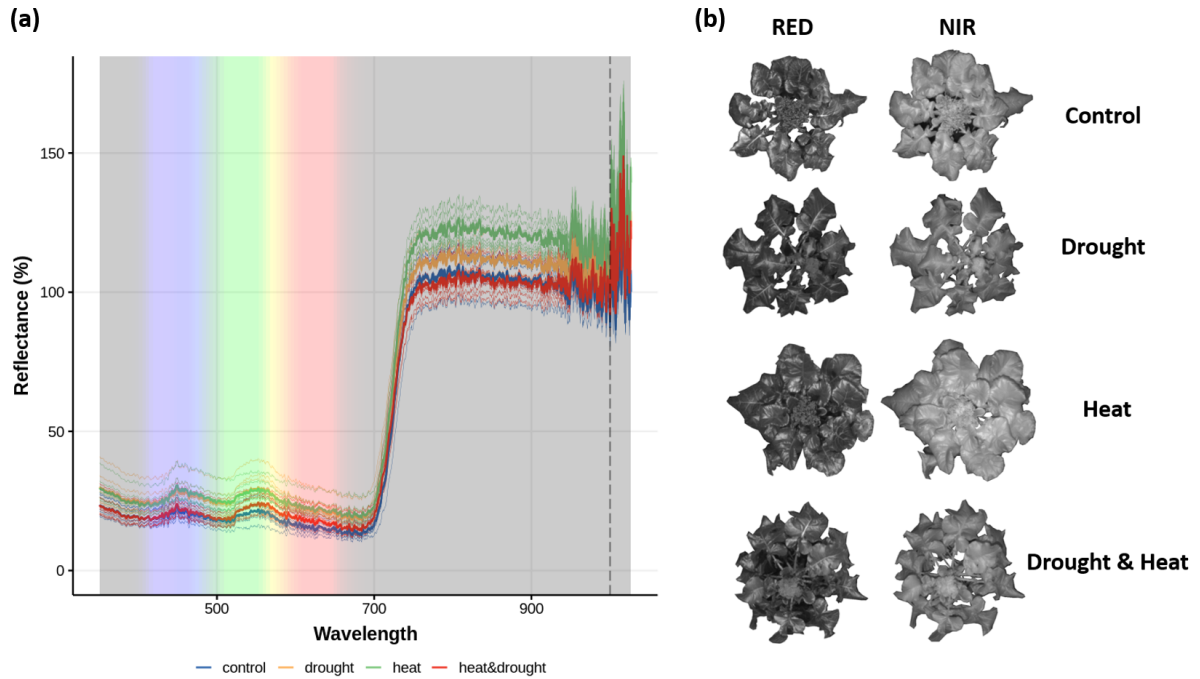 (a)
Reflectance (%)
150
100
50
0
500 700 900
Wavelength
control drought heat heat&drought
(b)
RED NIR
Control
Drought
Heat
Drought & Heat